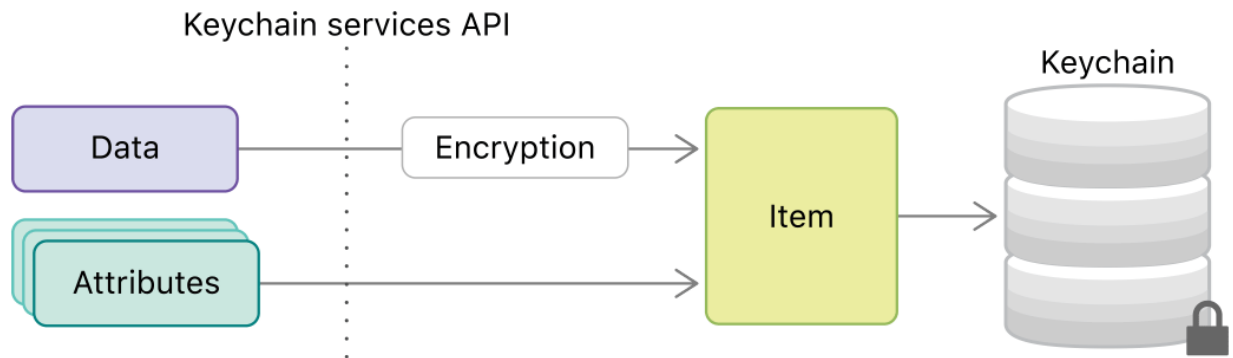 Keychain services API
Keychain
Data
Encryption
Item
Attributes